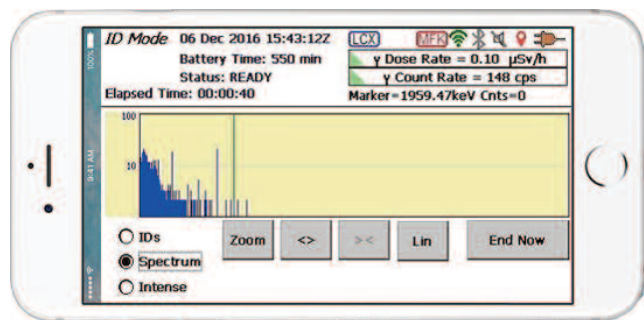 ID Mode 06 Dec 2016 15:43:12Z LCX MFK
Battery Time: 550 min
γ Dose Rate = 0.10 µSv/h
Status: READY
γ Count Rate = 148 cps
Elapsed Time: 00:00:40
Marker=1959.47keV Cnts=0
100
10
IDs
Spectrum
Intense
Zoom
<>
><
Lin
End Now
100%
9:41 AM